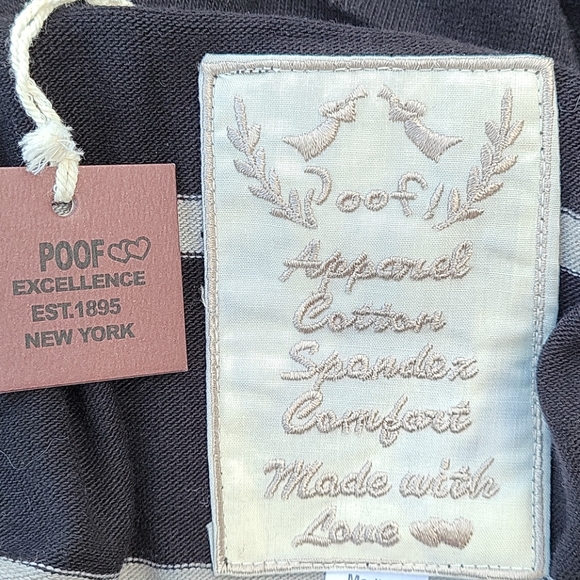 POOF
EXCELLENCE
EST.1895
NEW YORK
Poof!
Apparel
Cotton
Spandex
Comfort
Made with
Love